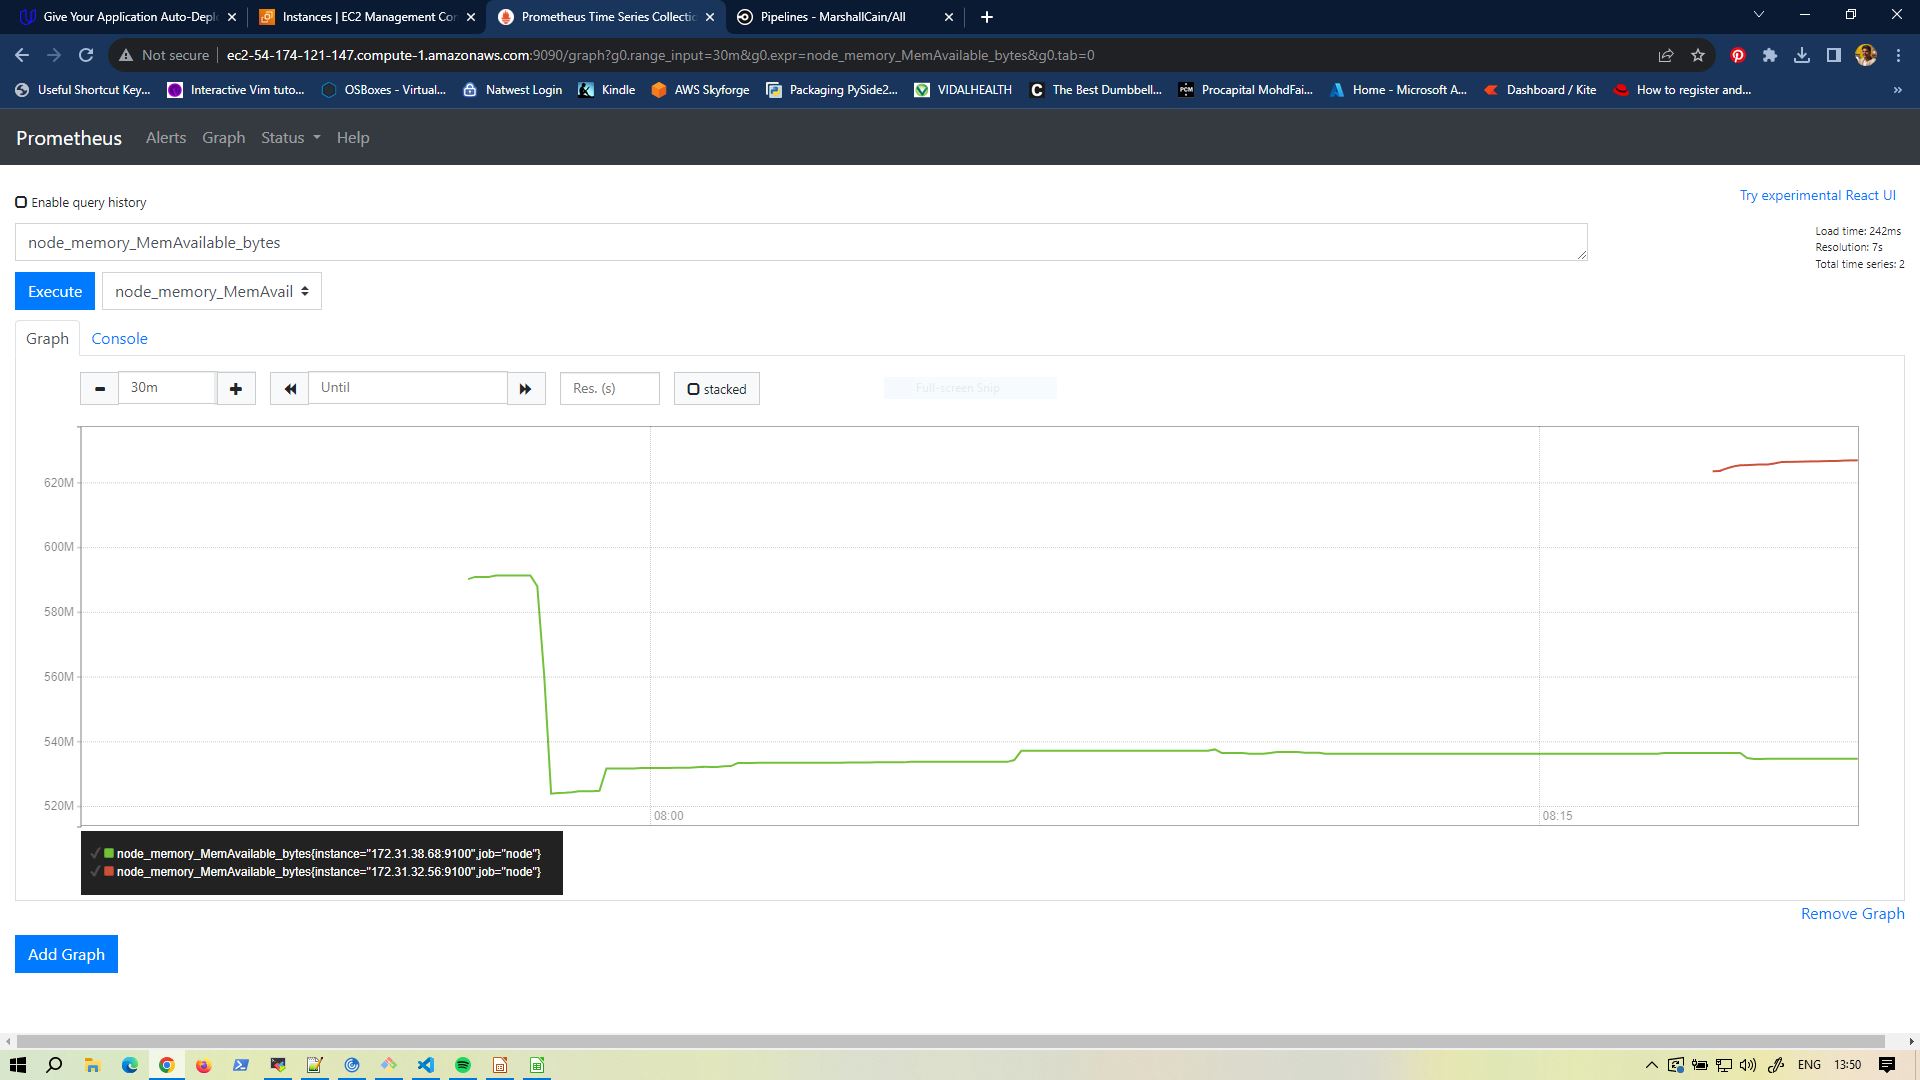 Give Your Application Auto-Depl
Instances | EC2 Management Con
Prometheus Time Series Collectio
Pipelines - MarshallCain/All
Not secure
ec2-54-174-121-147.compute-1.amazonaws.com:9090/graph?g0.range_input=30m&g0.expr=node_memory_MemAvailable_bytes&g0.tab=0
Useful Shortcut Key...
Interactive Vim tuto...
OSBoxes - Virtual...
Natwest Login
Kindle
AWS Skyforge
Packaging PySide2...
VIDALHEALTH
The Best Dumbbell...
Procapital MohdFai...
Home - Microsoft A...
Dashboard / Kite
How to register and...
Prometheus
Alerts
Graph
Status
Help
Enable query history
Try experimental React UI
node_memory_MemAvailable_bytes
Load time: 242ms
Resolution: 7s
Total time series: 2
Execute
node_memory_MemAvail
Graph
Console
30m
Until
Res. (s)
stacked
Full-screen Snip
620M
600M
580M
560M
540M
520M
08:00
08:15
node_memory_MemAvailable_bytes{instance="172.31.38.68:9100",job="node"}
node_memory_MemAvailable_bytes{instance="172.31.32.56:9100",job="node"}
Remove Graph
Add Graph
ENG
13:50